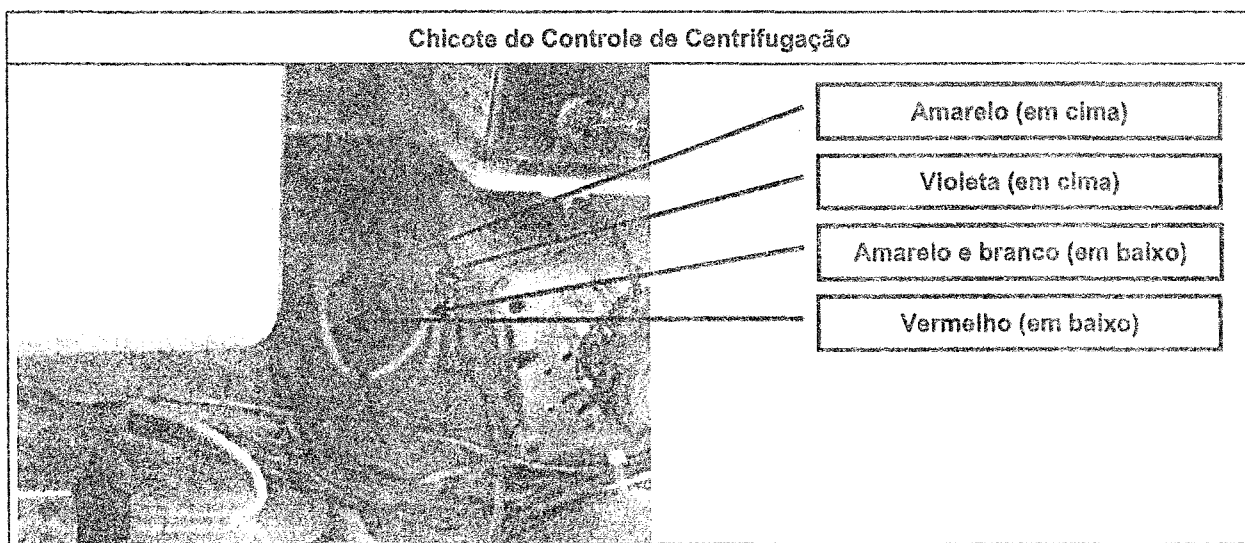 Chicote do Controle de Centrifugação
Amarelo (em cima)
Violeta (em cima)
Amarelo e branco (em baixo)
Vermelho (em baixo)